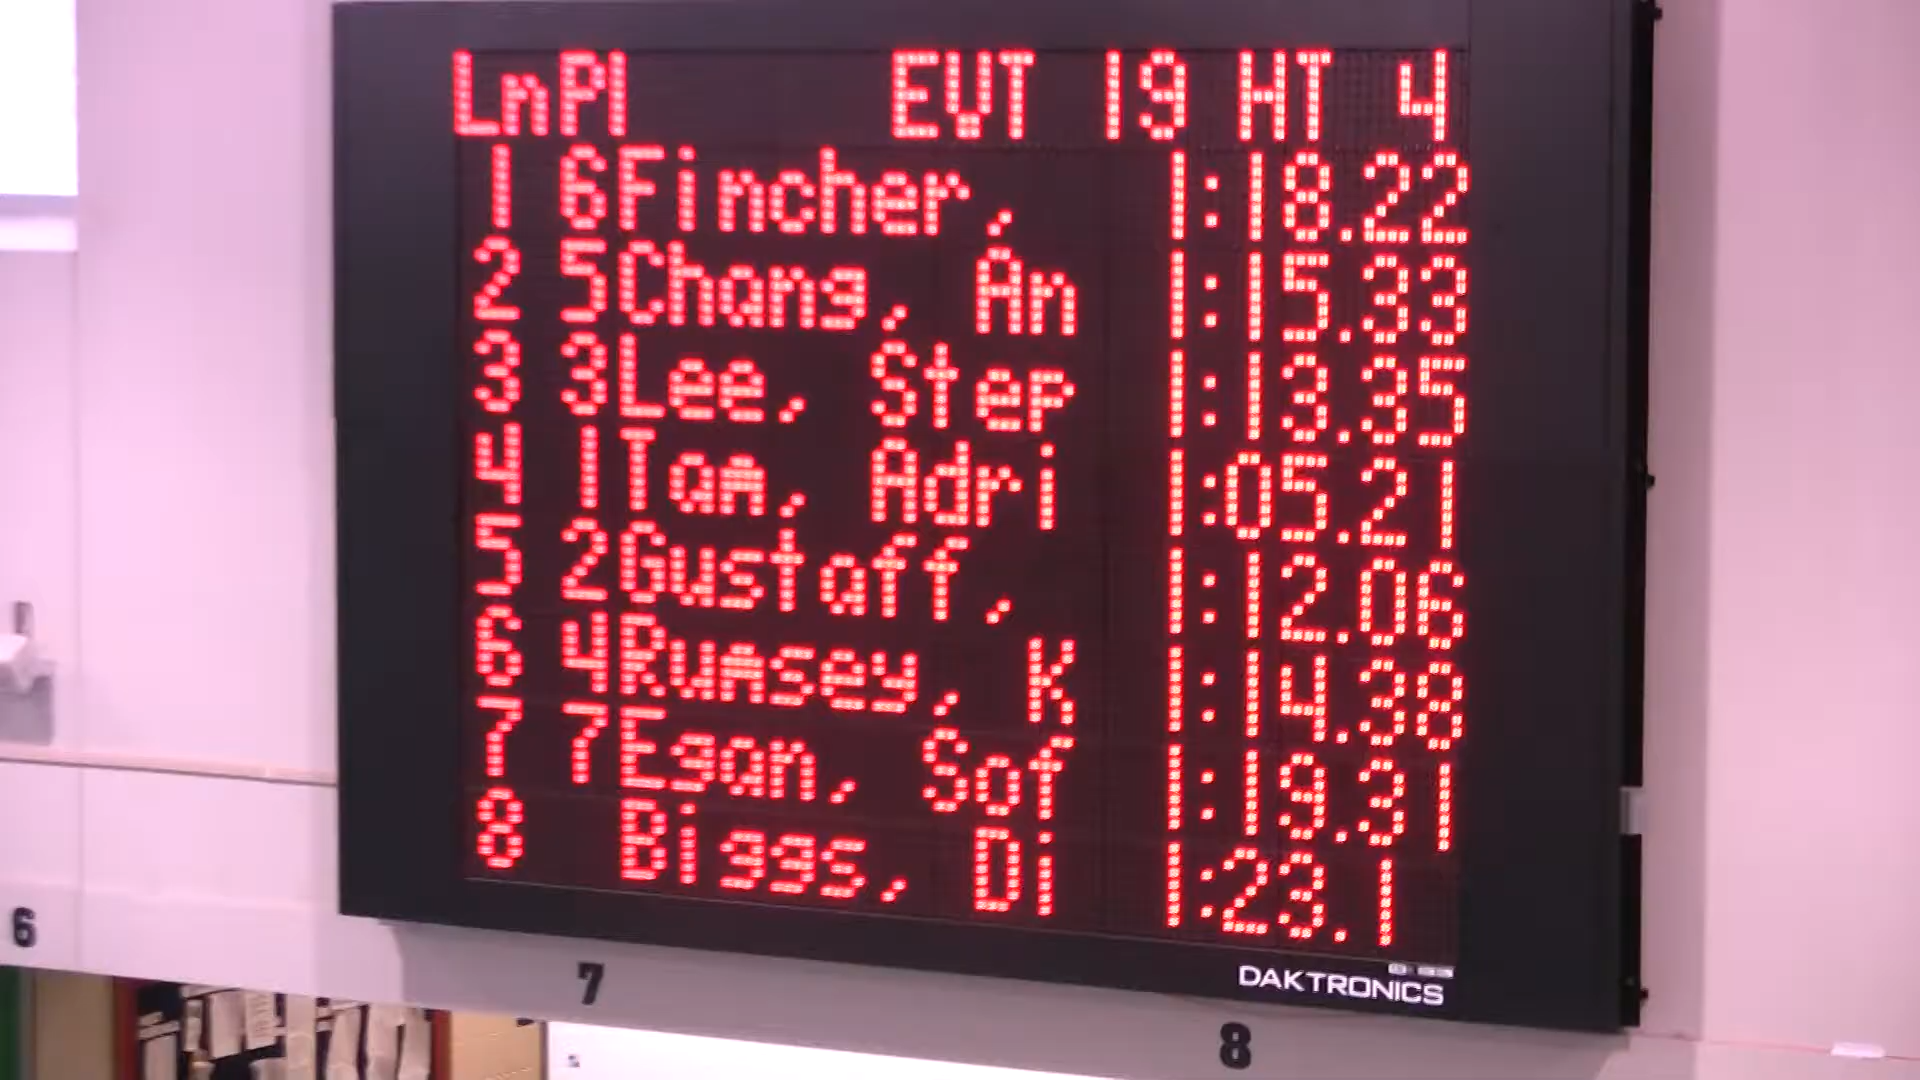 LnPl EVT 19 HT 4
1 6Fincher, 1:18.22
2 5Chang, An 1:15.33
3 3Lee, Step 1:13.35
4 1Tan, Adri 1:05.21
5 2Gustaff, 1:12.06
6 4Rumsey, K 1:14.38
7 7Egan, Sof 1:19.31
8 Biggs, Di 1:23.1
DAKTRONICS
6
7
8